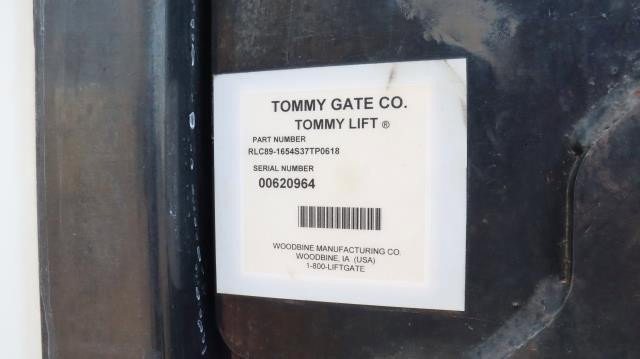 TOMMY GATE CO.
TOMMY LIFT ®
PART NUMBER
RLC89-1654S37TP0618
SERIAL NUMBER
00620964
WOODBINE MANUFACTURING CO.
WOODBINE, IA (USA)
1-800-LIFTGATE